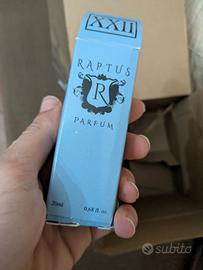 XXII
RAPTUS
R
PARFUM
20ml 0,68 fl. oz.
subito